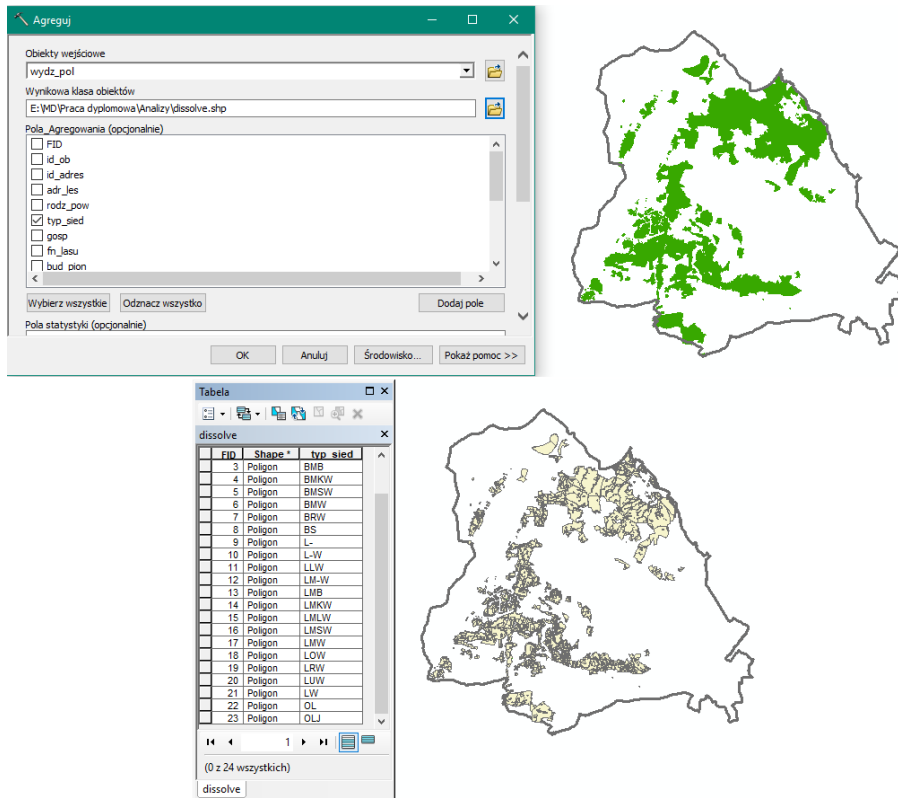 Agreguj
Obiekty wejściowe
wydz_pol
Wynikowa klasa obiektów
E:\MD\Praca dyplomowa\Analizy\dissolve.shp
Pola_Agregowania (opcjonalnie)
FID
id_ob
id_adres
adr_les
rodz_pow
typ_sied
gosp
fn_lasu
bud_pion
Wybierz wszystkie Odznacz wszystko Dodaj pole
Pola statystyki (opcjonalnie)
OK Anuluj Środowisko... Pokaż pomoc >>
Tabela
dissolve
FID Shape * typ_sied
3 Poligon BMB
4 Poligon BMKW
5 Poligon BMSW
6 Poligon BMW
7 Poligon BRW
8 Poligon BS
9 Poligon L-
10 Poligon L-W
11 Poligon LLW
12 Poligon LM-W
13 Poligon LMB
14 Poligon LMKW
15 Poligon LMLW
16 Poligon LMSW
17 Poligon LMW
18 Poligon LOW
19 Poligon LRW
20 Poligon LUW
21 Poligon LW
22 Poligon OL
23 Poligon OLJ
1
(0 z 24 wszystkich)
dissolve